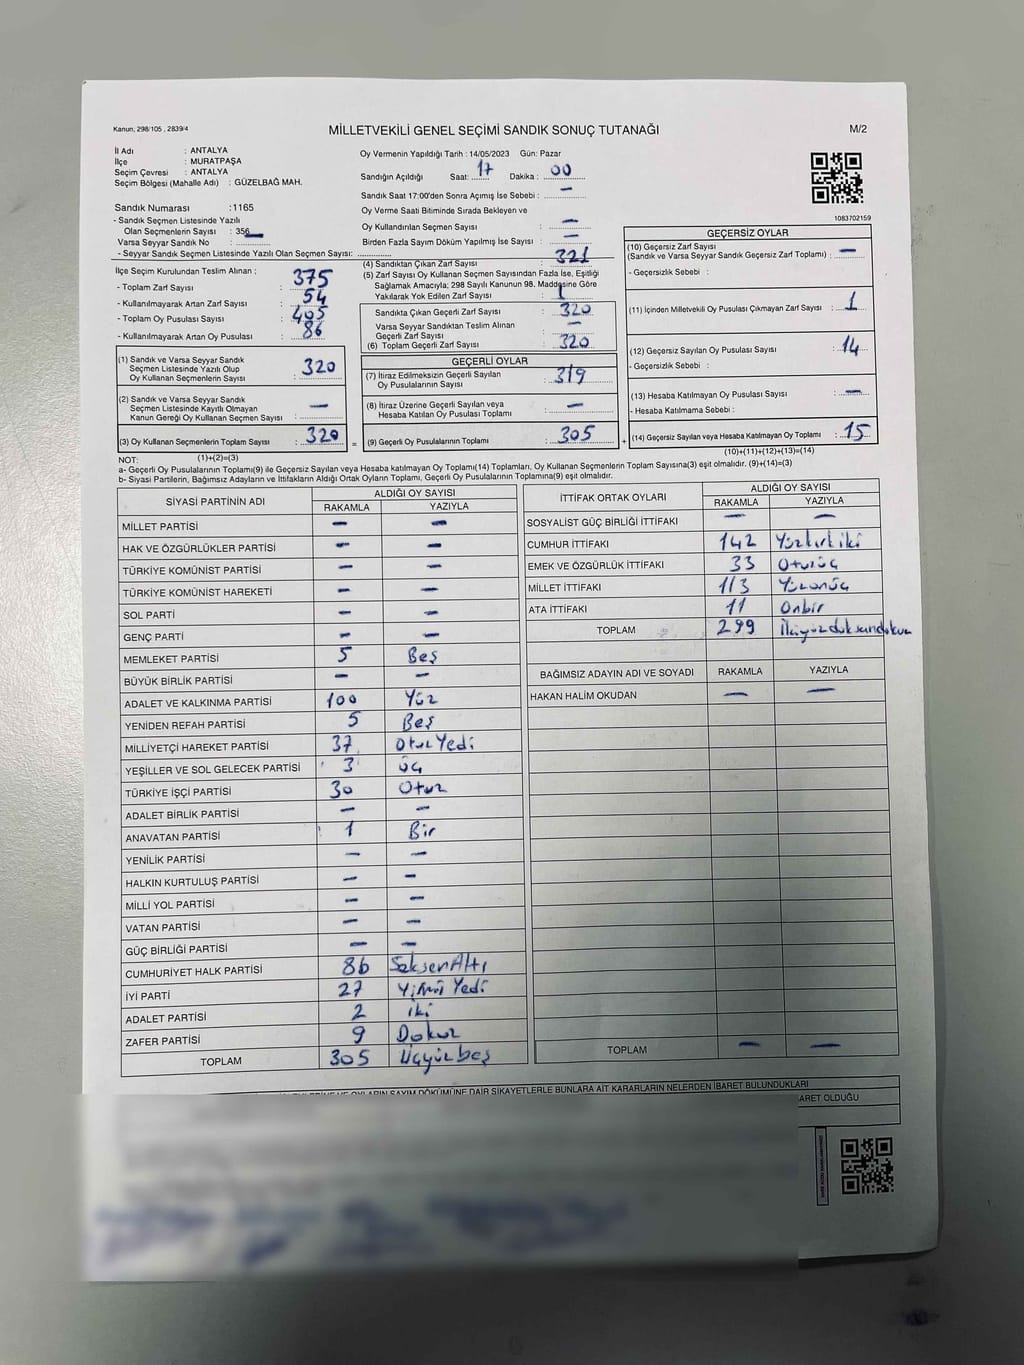 Kanun; 298/105 , 2839/4
MİLLETVEKİLİ GENEL SEÇİMİ SANDIK SONUÇ TUTANAĞI
M/2
İl Adı : ANTALYA
İlçe : MURATPAŞA
Seçim Çevresi : ANTALYA
Seçim Bölgesi (Mahalle Adı) : GÜZELBAĞ MAH.
Sandık Numarası :1165
- Sandık Seçmen Listesinde Yazılı
Olan Seçmenlerin Sayısı : 356
Varsa Seyyar Sandık No :
- Seyyar Sandık Seçmen Listesinde Yazılı Olan Seçmen Sayısı:
İlçe Seçim Kurulundan Teslim Alınan ;
- Toplam Zarf Sayısı : 375
- Kullanılmayarak Artan Zarf Sayısı : 54
- Toplam Oy Pusulası Sayısı : 405
- Kullanılmayarak Artan Oy Pusulası : 86
(1) Sandık ve Varsa Seyyar Sandık
Seçmen Listesinde Yazılı Olup
Oy Kullanan Seçmenlerin Sayısı : 320
(2) Sandık ve Varsa Seyyar Sandık
Seçmen Listesinde Kayıtlı Olmayan
Kanun Gereği Oy Kullanan Seçmen Sayısı : —
(3) Oy Kullanan Seçmenlerin Toplam Sayısı : 320 =
Oy Vermenin Yapıldığı Tarih : 14/05/2023 Gün: Pazar
Sandığın Açıldığı Saat: 17 Dakika : 00
Sandık Saat 17:00'den Sonra Açımış İse Sebebi : —
Oy Verme Saati Bitiminde Sırada Bekleyen ve
Oy Kullandırılan Seçmen Sayısı : —
Birden Fazla Sayım Döküm Yapılmış İse Sayısı : —
(4) Sandıktan Çıkan Zarf Sayısı : 321
(5) Zarf Sayısı Oy Kullanan Seçmen Sayısından Fazla İse, Eşitliği
Sağlamak Amacıyla; 298 Sayılı Kanunun 98. Maddesine Göre
Yakılarak Yok Edilen Zarf Sayısı : 1
Sandıkta Çıkan Geçerli Zarf Sayısı : 320
Varsa Seyyar Sandıktan Teslim Alınan
Geçerli Zarf Sayısı : —
(6) Toplam Geçerli Zarf Sayısı : 320
GEÇERLİ OYLAR
(7) İtiraz Edilmeksizin Geçerli Sayılan
Oy Pusulalarının Sayısı : 319
(8) İtiraz Üzerine Geçerli Sayılan veya
Hesaba Katılan Oy Pusulası Toplamı : —
(9) Geçerli Oy Pusulalarının Toplamı : 305 +
1083702159
GEÇERSİZ OYLAR
(10) Geçersiz Zarf Sayısı
(Sandık ve Varsa Seyyar Sandık Geçersiz Zarf Toplamı) : —
- Geçersizlik Sebebi :
(11) İçinden Milletvekili Oy Pusulası Çıkmayan Zarf Sayısı : 1
(12) Geçersiz Sayılan Oy Pusulası Sayısı : 14
- Geçersizlik Sebebi :
(13) Hesaba Katılmayan Oy Pusulası Sayısı : —
- Hesaba Katılmama Sebebi :
(14) Geçersiz Sayılan veya Hesaba Katılmayan Oy Toplamı : 15
NOT: (1)+(2)=(3)
(10)+(11)+(12)+(13)=(14)
a- Geçerli Oy Pusulalarının Toplamı(9) ile Geçersiz Sayılan veya Hesaba katılmayan Oy Toplamı(14) Toplamları, Oy Kullanan Seçmenlerin Toplam Sayısına(3) eşit olmalıdır. (9)+(14)=(3)
b- Siyasi Partilerin, Bağımsız Adayların ve İttifakların Aldığı Ortak Oyların Toplamı, Geçerli Oy Pusulalarının Toplamına(9) eşit olmalıdır.
SİYASİ PARTİNİN ADI ALDIĞI OY SAYISI
RAKAMLA YAZIYLA
MİLLET PARTİSİ — —
HAK VE ÖZGÜRLÜKLER PARTİSİ — —
TÜRKİYE KOMÜNİST PARTİSİ — —
TÜRKİYE KOMÜNİST HAREKETİ — —
SOL PARTİ — —
GENÇ PARTİ — —
MEMLEKET PARTİSİ 5 Beş
BÜYÜK BİRLİK PARTİSİ — —
ADALET VE KALKINMA PARTİSİ 100 Yüz
YENİDEN REFAH PARTİSİ 5 Beş
MİLLİYETÇİ HAREKET PARTİSİ 37 Otuz Yedi
YEŞİLLER VE SOL GELECEK PARTİSİ 3 Üç
TÜRKİYE İŞÇİ PARTİSİ 30 Otuz
ADALET BİRLİK PARTİSİ — —
ANAVATAN PARTİSİ 1 Bir
YENİLİK PARTİSİ — —
HALKIN KURTULUŞ PARTİSİ — —
MİLLİ YOL PARTİSİ — —
VATAN PARTİSİ — —
GÜÇ BİRLİĞİ PARTİSİ — —
CUMHURİYET HALK PARTİSİ 86 Seksen Altı
İYİ PARTİ 27 Yirmi Yedi
ADALET PARTİSİ 2 iki
ZAFER PARTİSİ 9 Dokuz
TOPLAM 305 Üçyüz beş
İTTİFAK ORTAK OYLARI ALDIĞI OY SAYISI
RAKAMLA YAZIYLA
SOSYALİST GÜÇ BİRLİĞİ İTTİFAKI — —
CUMHUR İTTİFAKI 142 Yüzkırkiki
EMEK VE ÖZGÜRLÜK İTTİFAKI 33 Otuzüç
MİLLET İTTİFAKI 113 Yüzonüç
ATA İTTİFAKI 11 Onbir
TOPLAM 299 İkiyüzdoksandokuz
BAĞIMSIZ ADAYIN ADI VE SOYADI RAKAMLA YAZIYLA
HAKAN HALİM OKUDAN — —
TOPLAM — —
OYLARIN SAYIM DÖKÜMÜNE DAİR ŞİKAYETLERLE BUNLARA AİT KARARLARIN NELERDEN İBARET BULUNDUKLARI